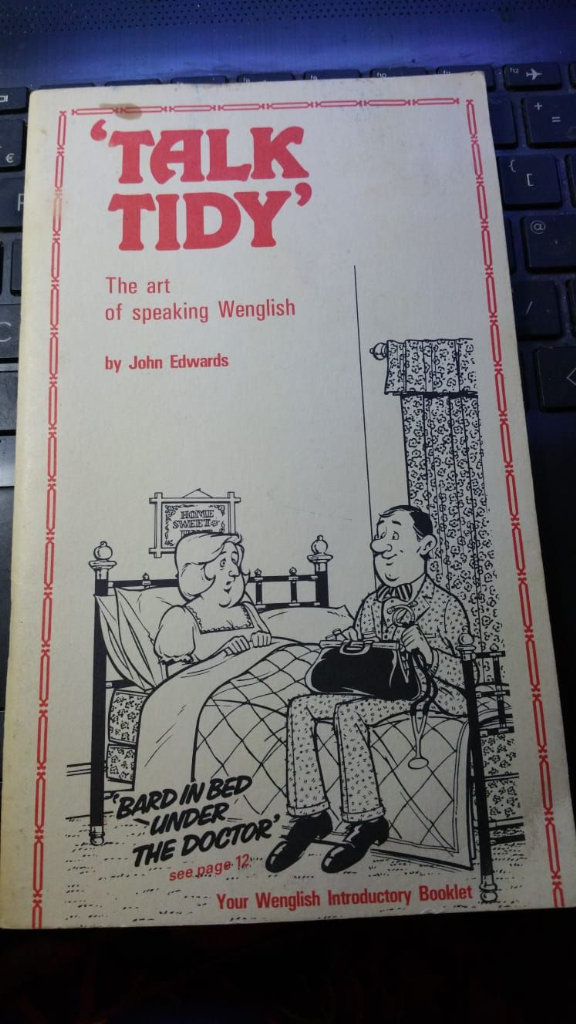 'TALK
TIDY'
The art
of speaking Wenglish
by John Edwards
HOME
SWEET
'BARD IN BED
UNDER
THE DOCTOR'
see page 12
Your Wenglish Introductory Booklet